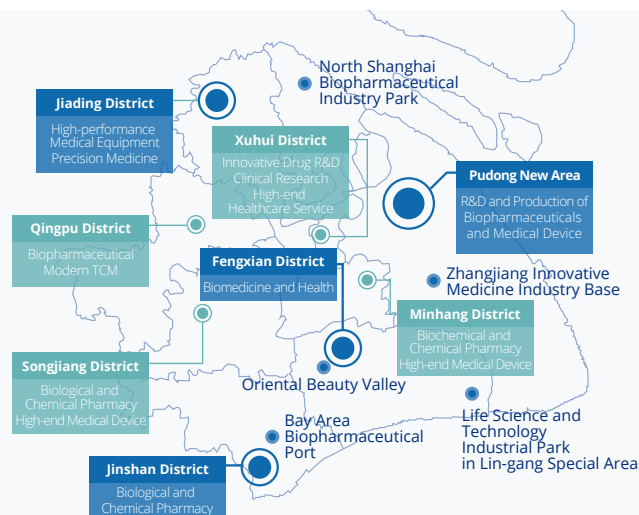 North Shanghai
Biopharmaceutical
Industry Park
Jiading District
High-performance
Medical Equipment
Precision Medicine
Xuhui District
Innovative Drug R&D
Clinical Research
High-end
Healthcare Service
Pudong New Area
R&D and Production of
Biopharmaceuticals
and Medical Device
Qingpu District
Biopharmaceutical
Modern TCM
Fengxian District
Biomedicine and Health
Zhangjiang Innovative
Medicine Industry Base
Minhang District
Biochemical and
Chemical Pharmacy
High-end Medical Device
Songjiang District
Biological and
Chemical Pharmacy
High-end Medical Device
Oriental Beauty Valley
Bay Area
Biopharmaceutical
Port
Life Science and
Technology
Industrial Park
in Lin-gang Special Area
Jinshan District
Biological and
Chemical Pharmacy